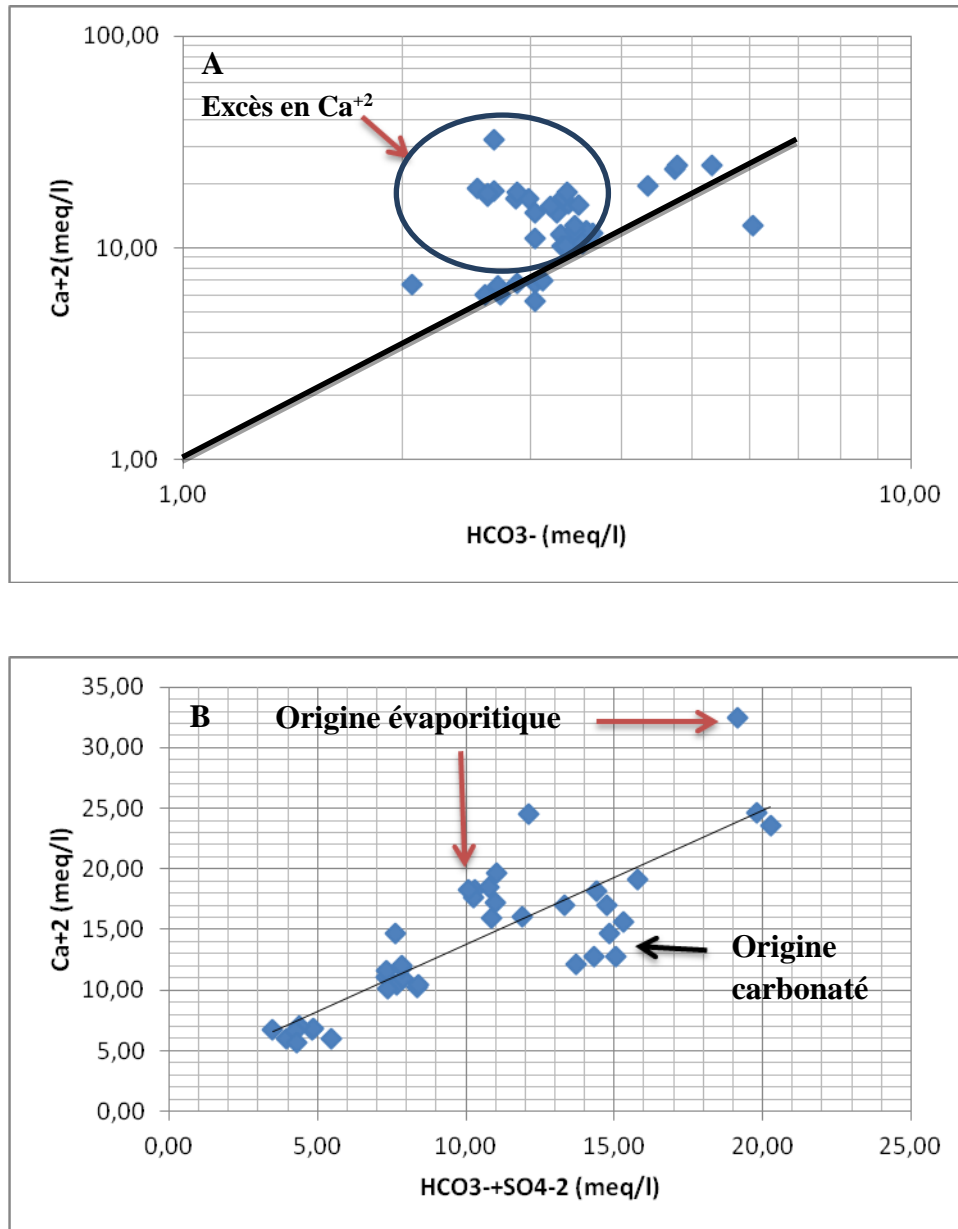 100,00
A
Excès en Ca+2
10,00
Ca+2(meq/l)
1,00
1,00
10,00
HCO3- (meq/l)
35,00
B
Origine évaporitique
30,00
25,00
20,00
Ca+2 (meq/l)
15,00
Origine
carbonaté
10,00
5,00
0,00
0,00
5,00
10,00
15,00
20,00
25,00
HCO3-+SO4-2 (meq/l)